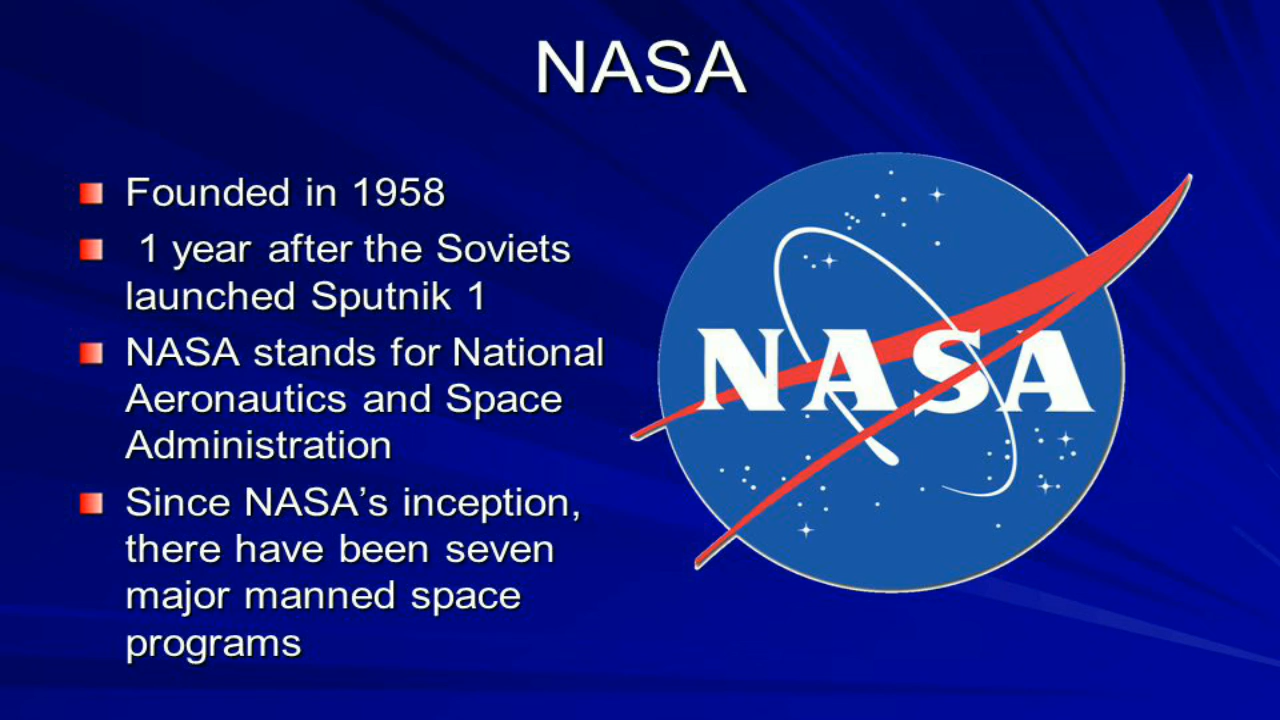 NASA
Founded in 1958
1 year after the Soviets
launched Sputnik 1
NASA stands for National
Aeronautics and Space
Administration
Since NASA’s inception,
there have been seven
major manned space
programs
NASA